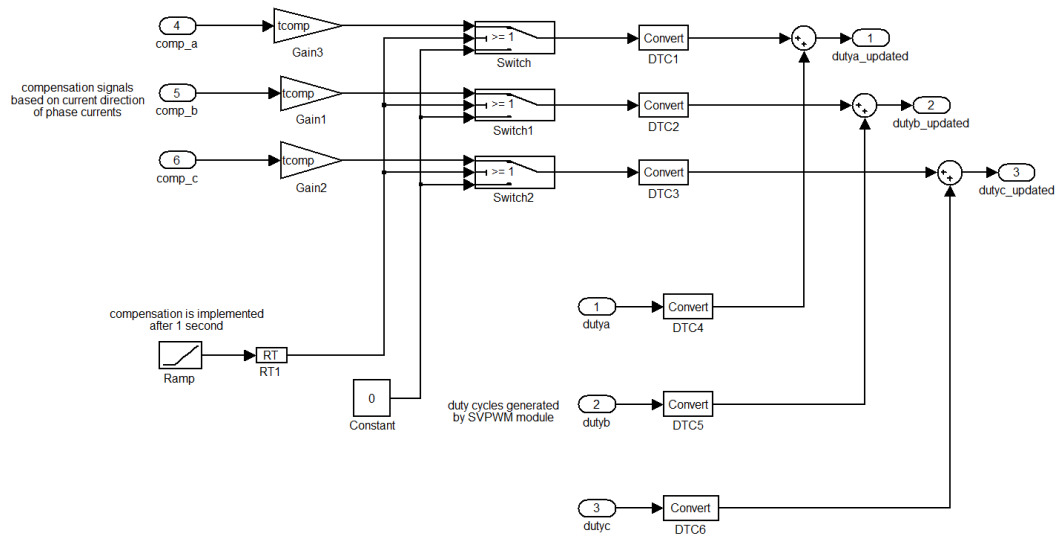 4
comp_a
tcomp
Gain3
>= 1
Switch
Convert
DTC1
1
dutya_updated
compensation signals
based on current direction
of phase currents
5
comp_b
tcomp
Gain1
>= 1
Switch1
Convert
DTC2
2
dutyb_updated
6
comp_c
tcomp
Gain2
>= 1
Switch2
Convert
DTC3
3
dutyc_updated
1
dutya
Convert
DTC4
compensation is implemented
after 1 second
Ramp
RT
RT1
0
Constant
duty cycles generated
by SVPWM module
2
dutyb
Convert
DTC5
3
dutyc
Convert
DTC6